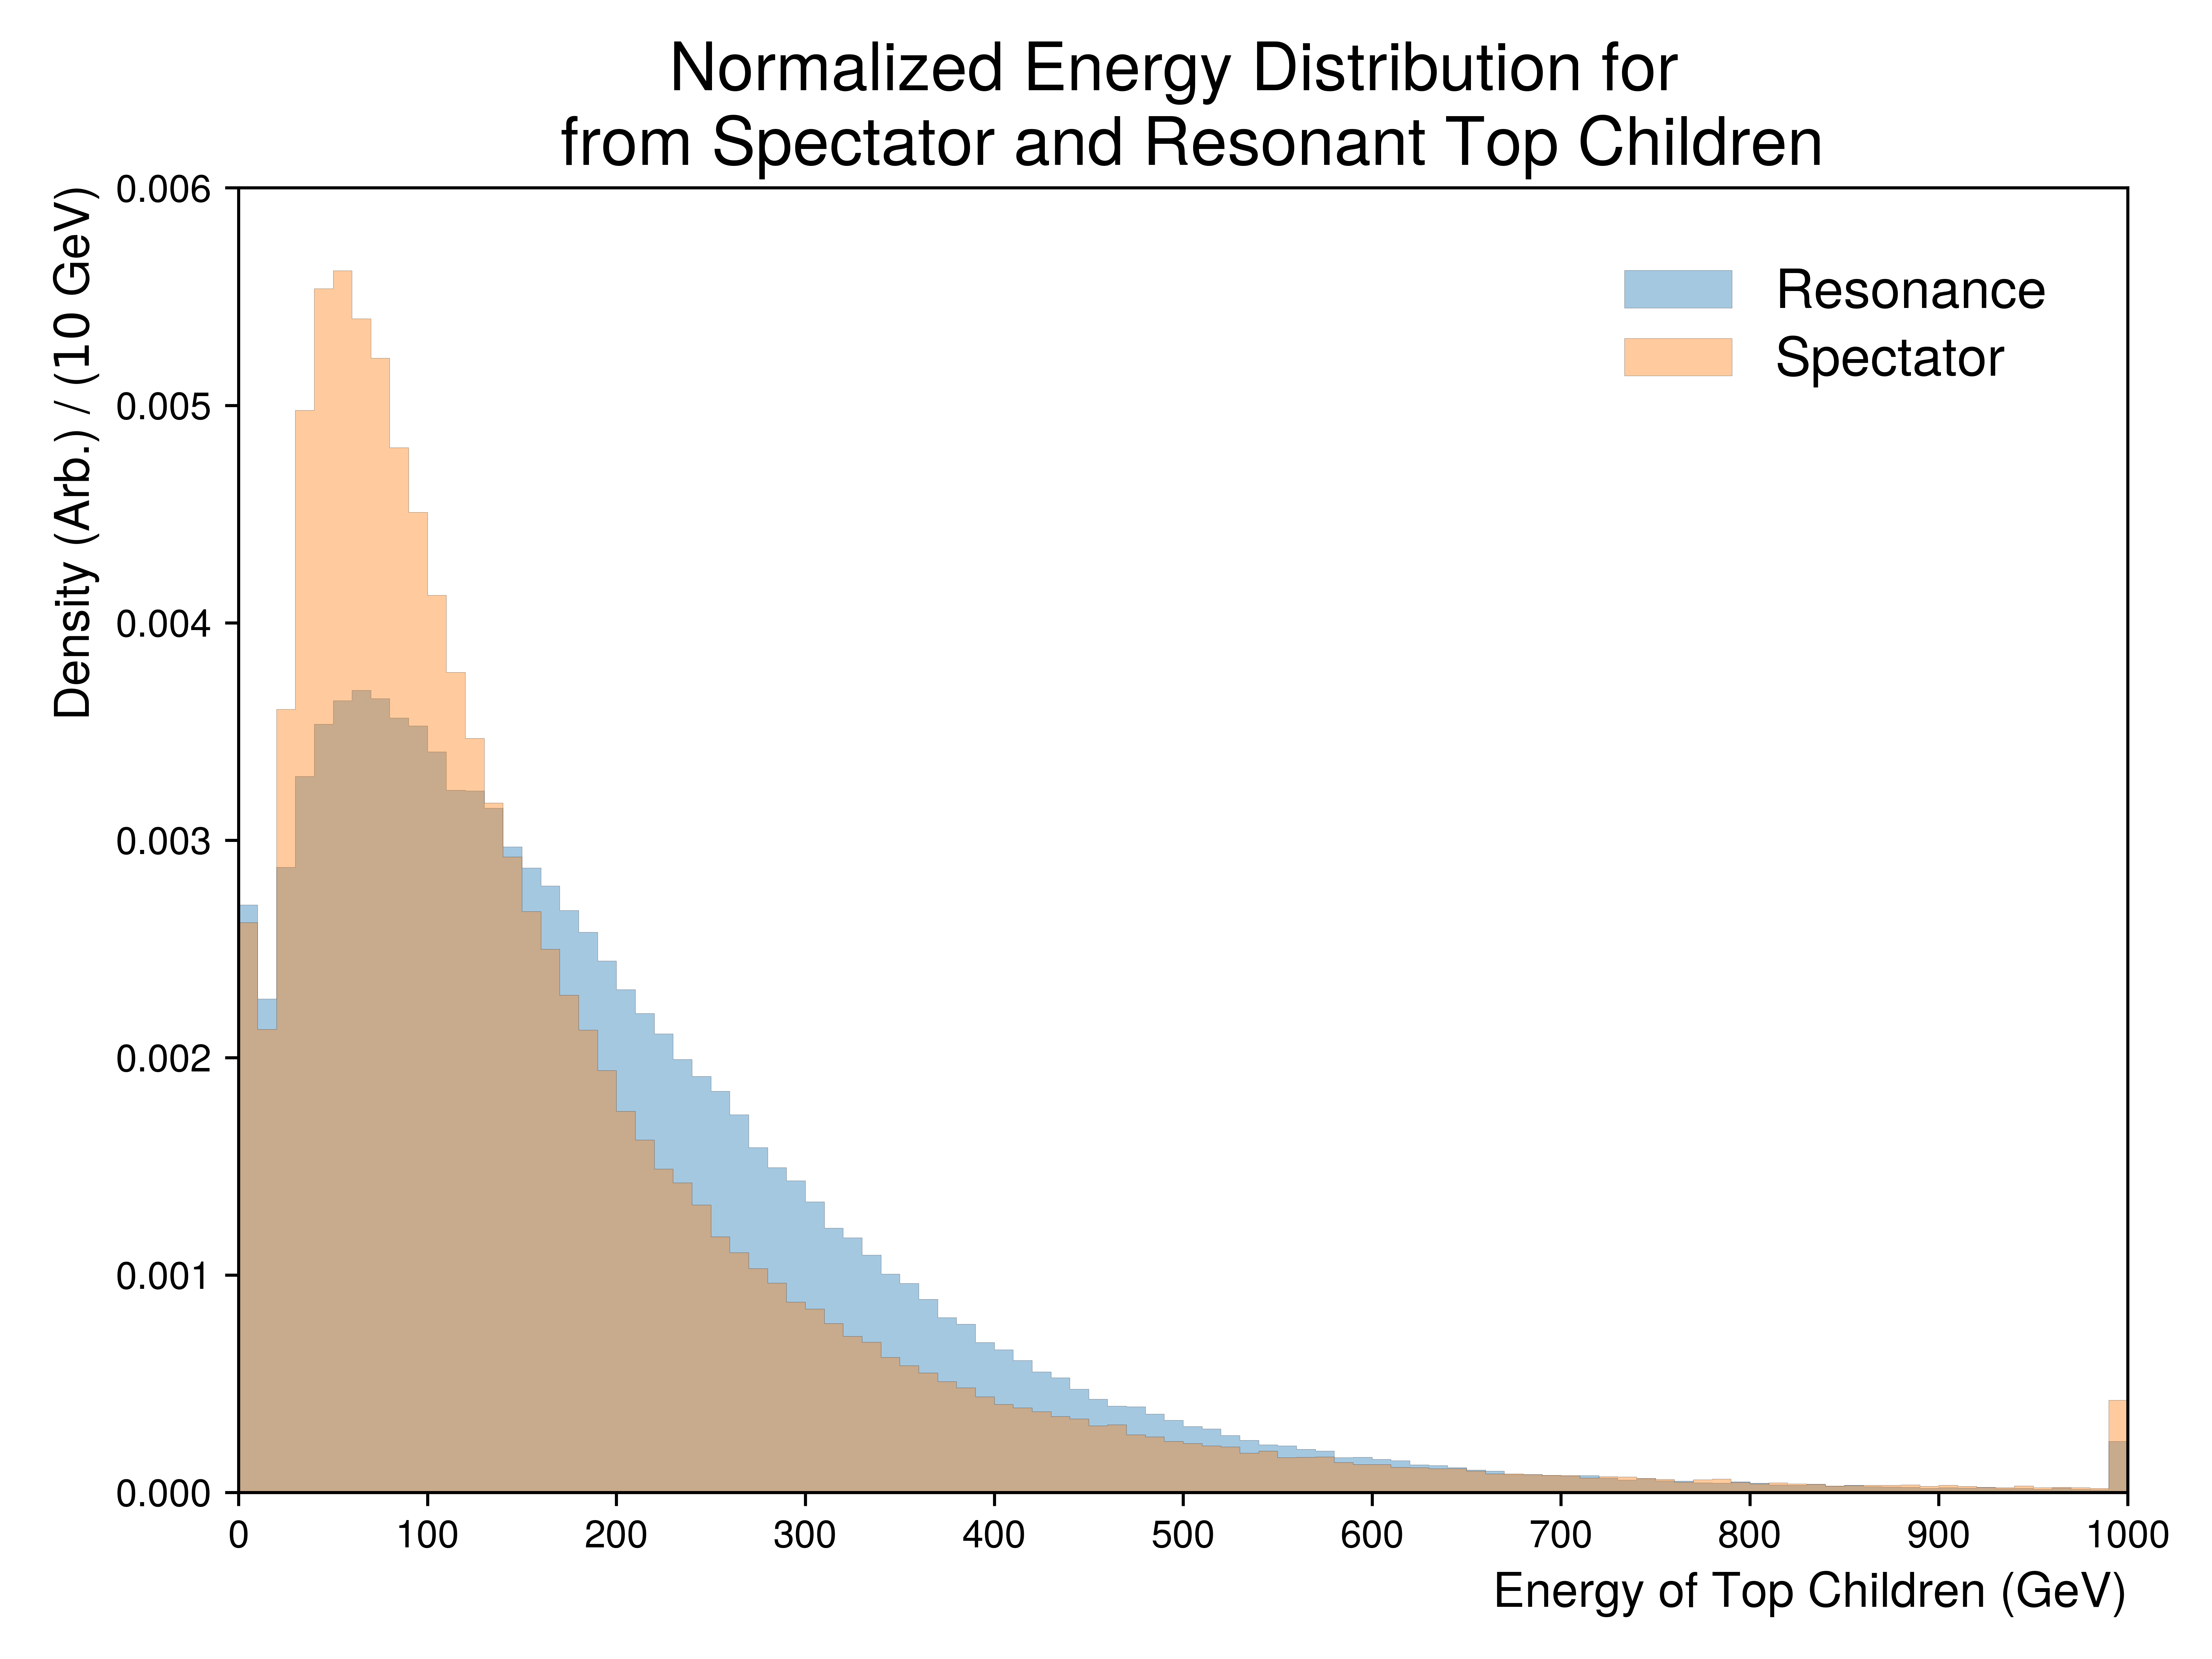 Normalized Energy Distribution for
from Spectator and Resonant Top Children
Density (Arb.) / (10 GeV)
0.006
0.005
0.004
0.003
0.002
0.001
0.000
Resonance
Spectator
0 100 200 300 400 500 600 700 800 900 1000
Energy of Top Children (GeV)